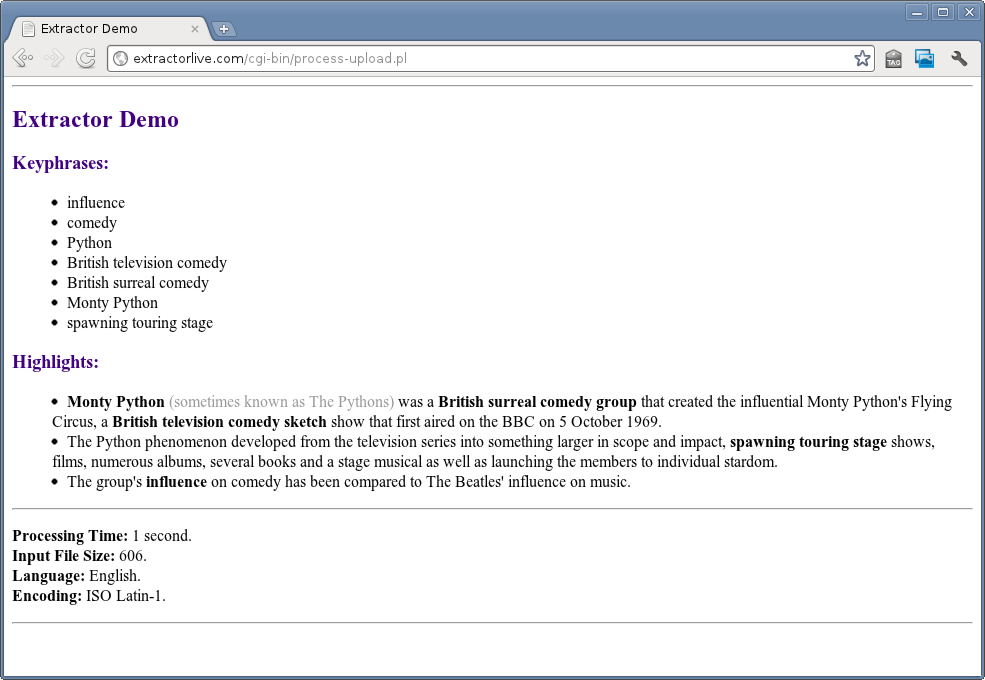 Extractor Demo
extractorlive.com/cgi-bin/process-upload.pl
TAG
Extractor Demo
Keyphrases:
• influence
• comedy
• Python
• British television comedy
• British surreal comedy
• Monty Python
• spawning touring stage
Highlights:
• Monty Python (sometimes known as The Pythons) was a British surreal comedy group that created the influential Monty Python's Flying
Circus, a British television comedy sketch show that first aired on the BBC on 5 October 1969.
• The Python phenomenon developed from the television series into something larger in scope and impact, spawning touring stage shows,
films, numerous albums, several books and a stage musical as well as launching the members to individual stardom.
• The group's influence on comedy has been compared to The Beatles' influence on music.
Processing Time: 1 second.
Input File Size: 606.
Language: English.
Encoding: ISO Latin-1.